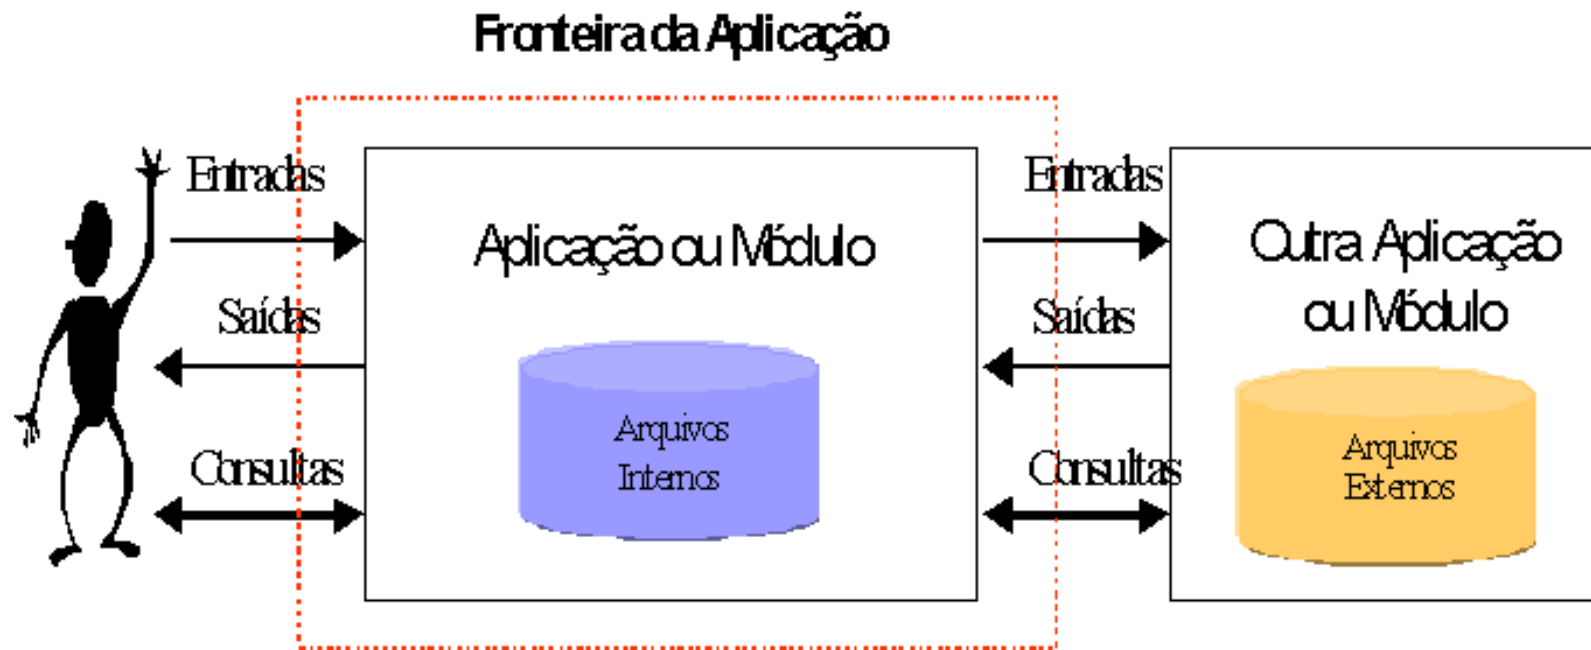 Fronteira da Aplicação
Entradas
Entradas
Aplicação ou Módulo
Outra Aplicação
ou Módulo
Saídas
Saídas
Arquivos
Internos
Arquivos
Externos
Consultas
Consultas